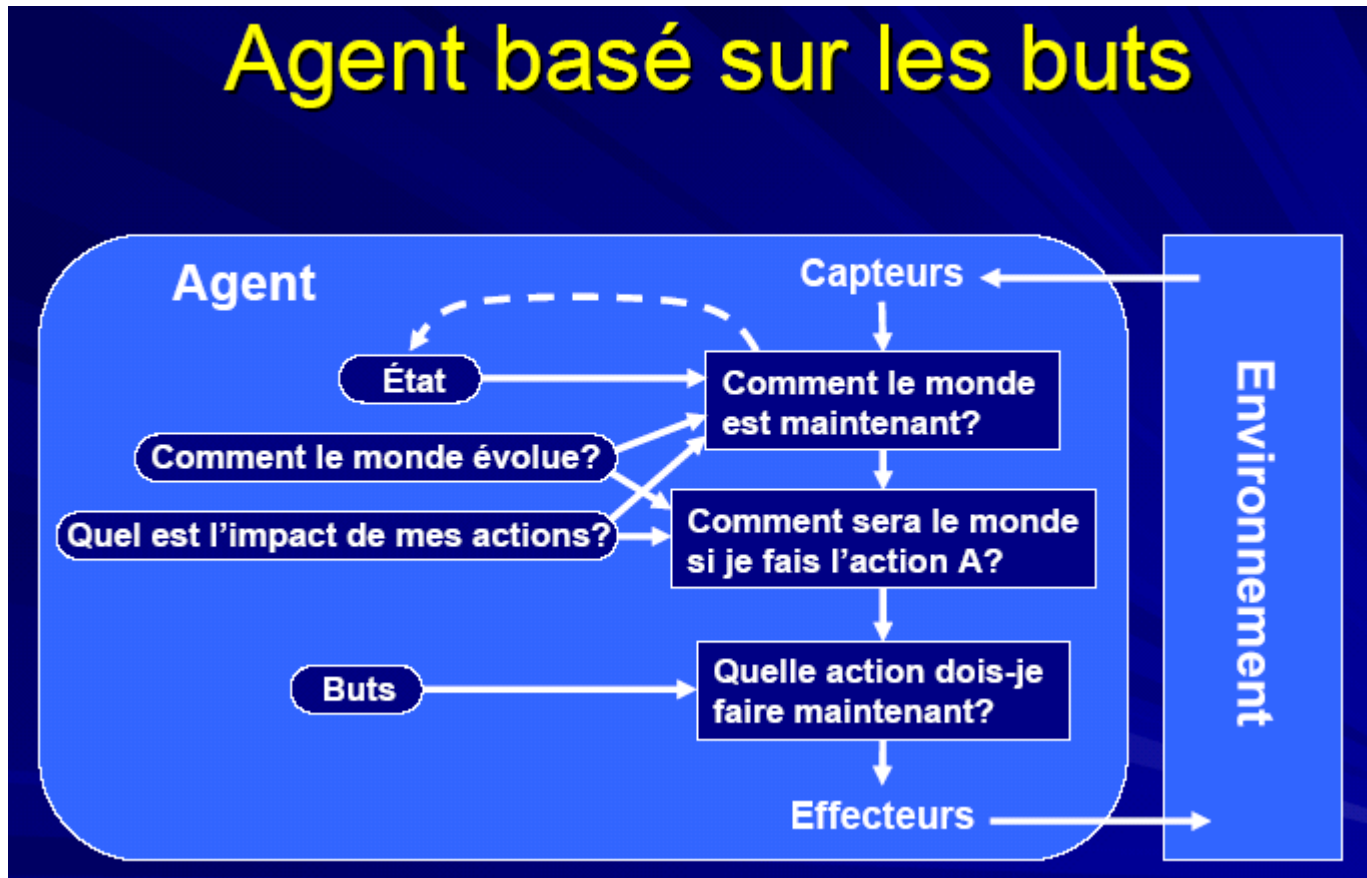 Agent basé sur les buts
Agent
Capteurs
État
Comment le monde
est maintenant?
Comment le monde évolue?
Quel est l'impact de mes actions?
Comment sera le monde
si je fais l'action A?
Buts
Quelle action dois-je
faire maintenant?
Effecteurs
Environnement